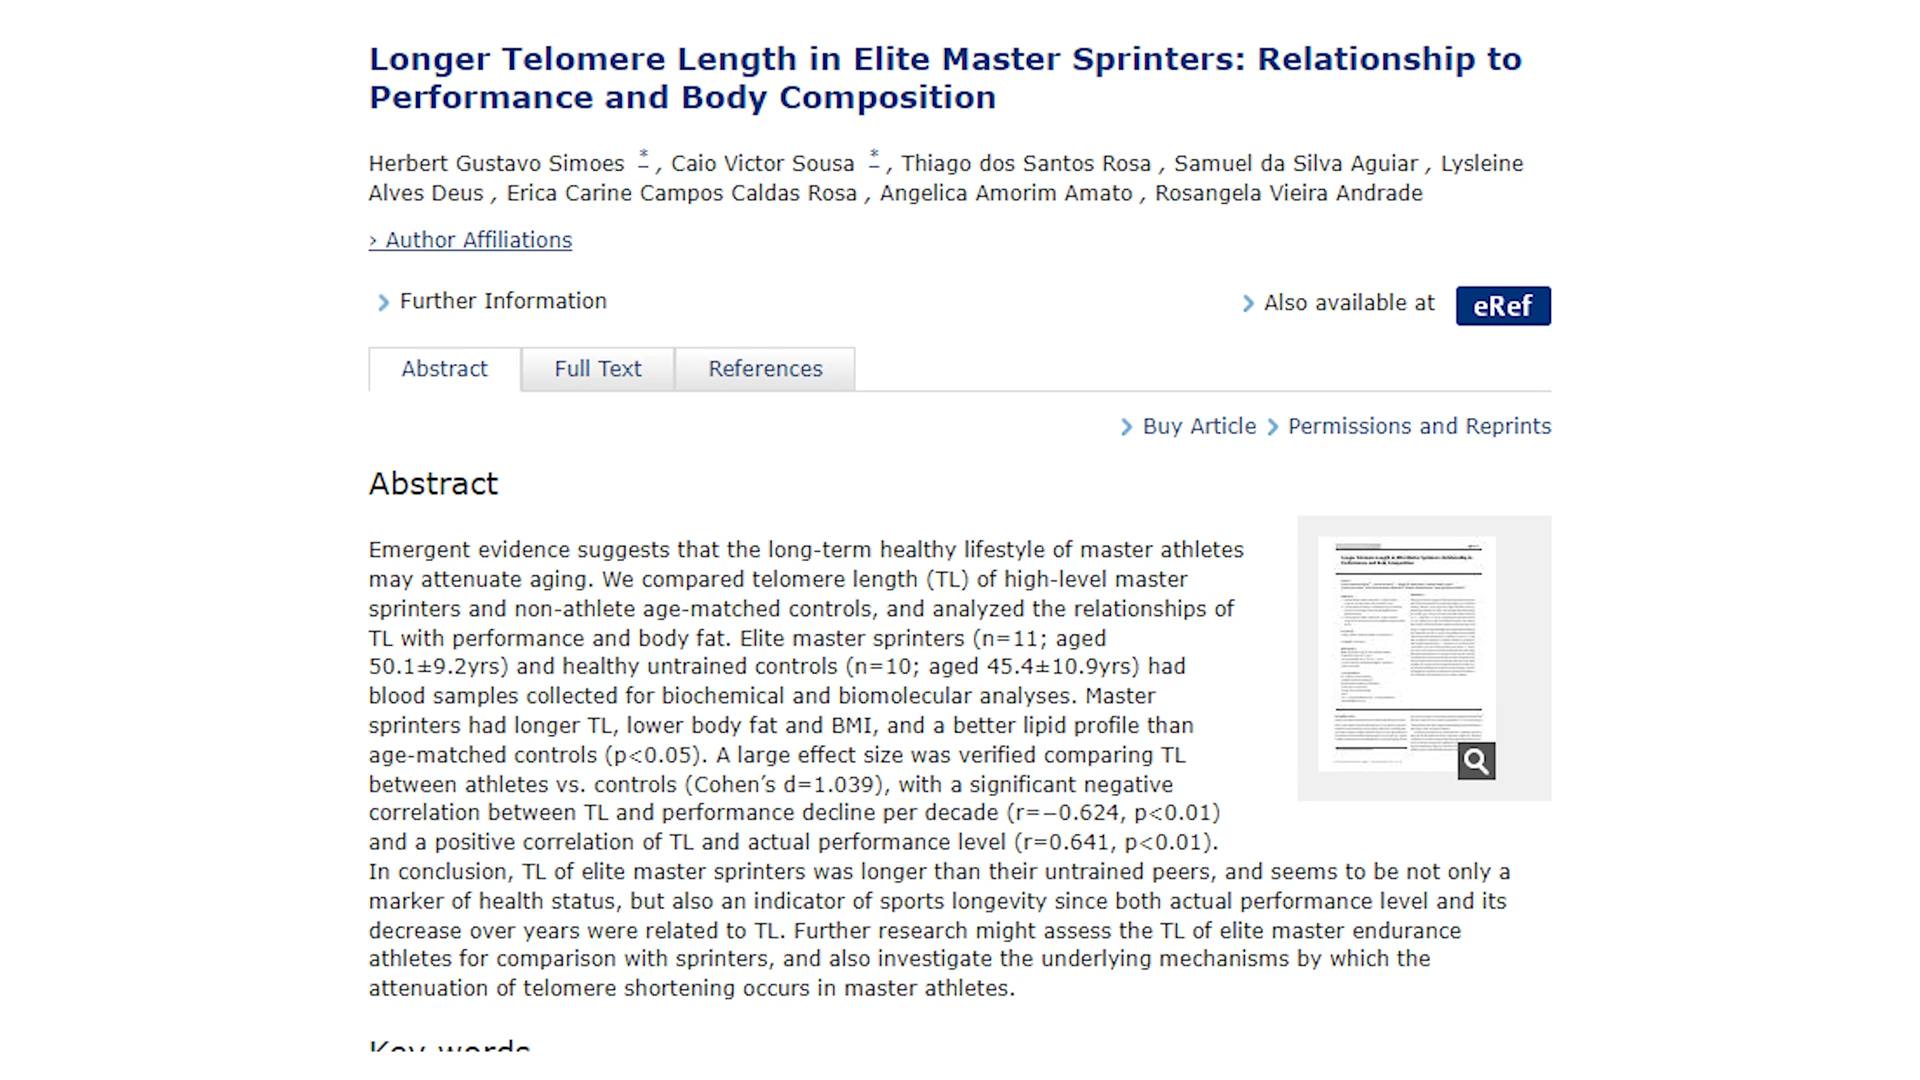 Longer Telomere Length in Elite Master Sprinters: Relationship to
Performance and Body Composition
Herbert Gustavo Simoes * , Caio Victor Sousa * , Thiago dos Santos Rosa , Samuel da Silva Aguiar , Lysleine
Alves Deus , Erica Carine Campos Caldas Rosa , Angelica Amorim Amato , Rosangela Vieira Andrade
› Author Affiliations
Further Information
Also available at eRef
Abstract Full Text References
Buy Article Permissions and Reprints
Abstract
Emergent evidence suggests that the long-term healthy lifestyle of master athletes
may attenuate aging. We compared telomere length (TL) of high-level master
sprinters and non-athlete age-matched controls, and analyzed the relationships of
TL with performance and body fat. Elite master sprinters (n=11; aged
50.1±9.2yrs) and healthy untrained controls (n=10; aged 45.4±10.9yrs) had
blood samples collected for biochemical and biomolecular analyses. Master
sprinters had longer TL, lower body fat and BMI, and a better lipid profile than
age-matched controls (p<0.05). A large effect size was verified comparing TL
between athletes vs. controls (Cohen′s d=1.039), with a significant negative
correlation between TL and performance decline per decade (r=−0.624, p<0.01)
and a positive correlation of TL and actual performance level (r=0.641, p<0.01).
In conclusion, TL of elite master sprinters was longer than their untrained peers, and seems to be not only a
marker of health status, but also an indicator of sports longevity since both actual performance level and its
decrease over years were related to TL. Further research might assess the TL of elite master endurance
athletes for comparison with sprinters, and also investigate the underlying mechanisms by which the
attenuation of telomere shortening occurs in master athletes.
Key words